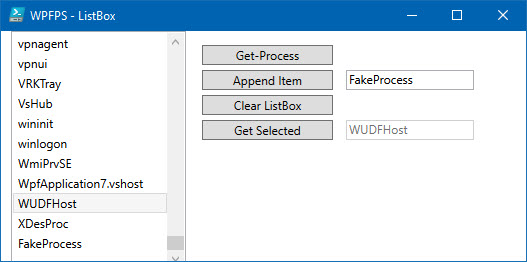 WPFPS - ListBox
vpnagent
vpnui
VRKTray
VsHub
wininit
winlogon
WmiPrvSE
WpfApplication7.vshost
WUDFHost
XDesProc
FakeProcess
Get-Process
Append Item
FakeProcess
Clear ListBox
Get Selected
WUDFHost